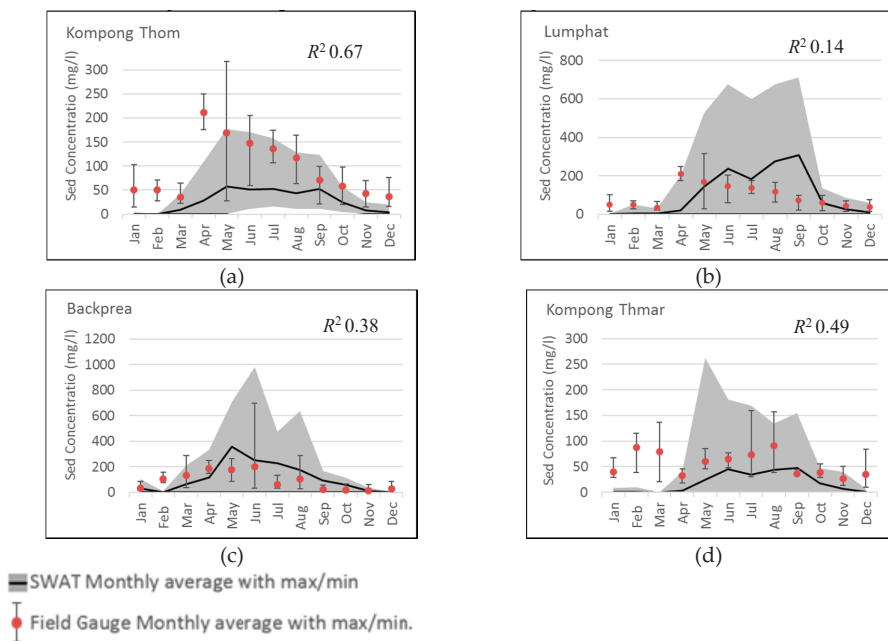 Kompong Thom
R² 0.67
Sed Concentratio (mg/l)
300
250
200
150
100
50
0
Jan Feb Mar Apr May Jun Jul Aug Sep Oct Nov Dec
(a)
Lumphat
R² 0.14
Sed Concentratio (mg/l)
800
600
400
200
0
Jan Feb Mar Apr May Jun Jul Aug Sep Oct Nov Dec
(b)
Backprea
R² 0.38
Sed Concentratio (mg/l)
1200
1000
800
600
400
200
0
Jan Feb Mar Apr May Jun Jul Aug Sep Oct Nov Dec
(c)
Kompong Thmar
R² 0.49
Sed Concentratio (mg/l)
300
250
200
150
100
50
0
Jan Feb Mar Apr May Jun Jul Aug Sep Oct Nov Dec
(d)
SWAT Monthly average with max/min
Field Gauge Monthly average with max/min.